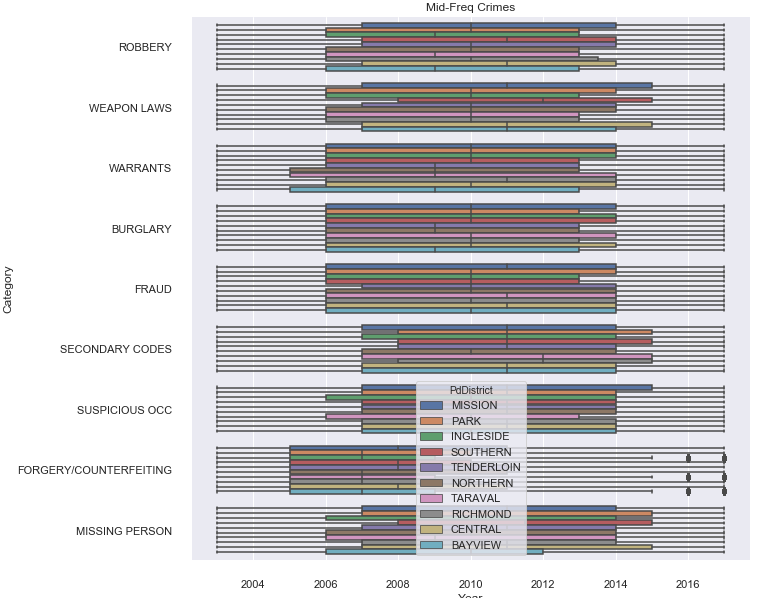 Mid-Freq Crimes
Category
ROBBERY
WEAPON LAWS
WARRANTS
BURGLARY
FRAUD
SECONDARY CODES
SUSPICIOUS OCC
FORGERY/COUNTERFEITING
MISSING PERSON
PdDistrict
MISSION
PARK
INGLESIDE
SOUTHERN
TENDERLOIN
NORTHERN
TARAVAL
RICHMOND
CENTRAL
BAYVIEW
2004 2006 2008 2010 2012 2014 2016
Year